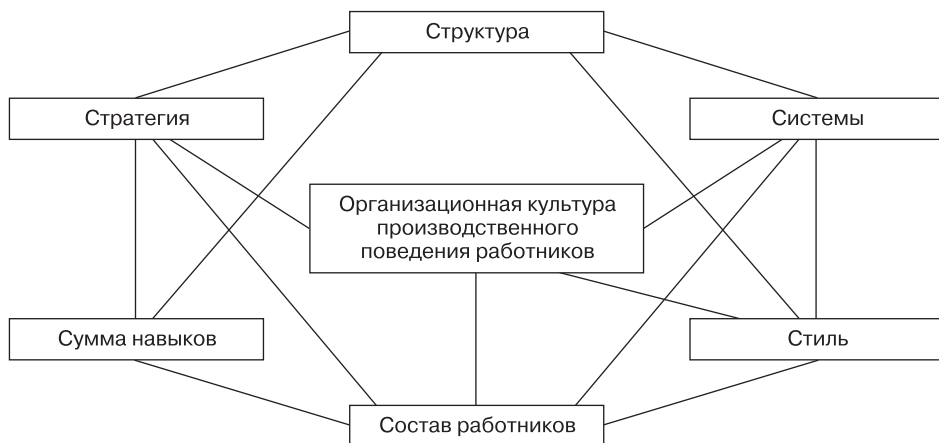 Структура
Стратегия
Системы
Организационная культура
производственного
поведения работников
Сумма навыков
Стиль
Состав работников